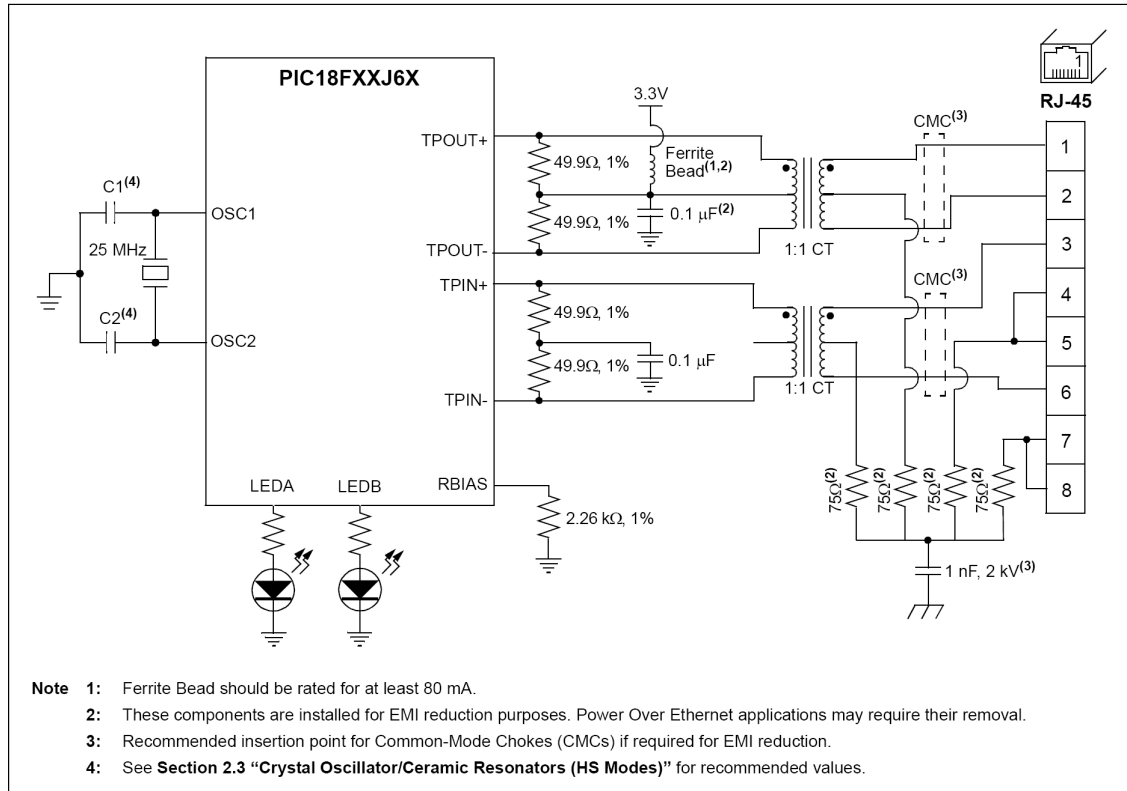 PIC18FXXJ6X
1
RJ-45
3.3V
CMC(3)
TPOUT+
49.9Ω, 1%
Ferrite
Bead(1,2)
1
C1(4)
OSC1
49.9Ω, 1%
0.1 µF(2)
2
25 MHz
TPOUT-
1:1 CT
3
TPIN+
CMC(3)
4
C2(4)
OSC2
49.9Ω, 1%
49.9Ω, 1%
0.1 µF
5
TPIN-
1:1 CT
6
7
LEDA
LEDB
RBIAS
75Ω(2)
75Ω(2)
75Ω(2)
75Ω(2)
8
2.26 kΩ, 1%
1 nF, 2 kV(3)
Note 1: Ferrite Bead should be rated for at least 80 mA.
2: These components are installed for EMI reduction purposes. Power Over Ethernet applications may require their removal.
3: Recommended insertion point for Common-Mode Chokes (CMCs) if required for EMI reduction.
4: See Section 2.3 “Crystal Oscillator/Ceramic Resonators (HS Modes)” for recommended values.